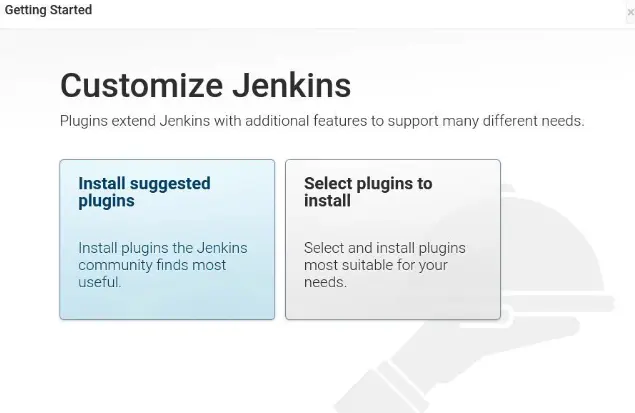 Getting Started
×
Customize Jenkins
Plugins extend Jenkins with additional features to support many different needs.
Install suggested
plugins
Install plugins the Jenkins
community finds most
useful.
Select plugins to
install
Select and install plugins
most suitable for your
needs.